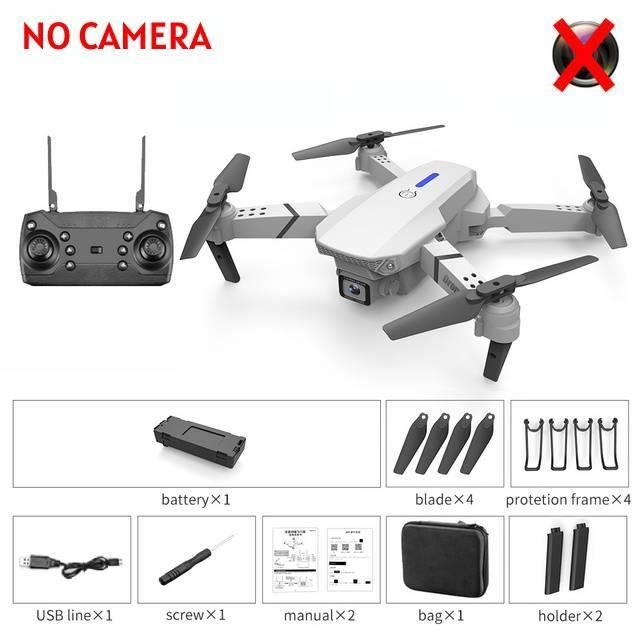 NO CAMERA
battery×1
blade×4
protetion frame×4
USB line×1
screw×1
manual×2
bag×1
holder×2